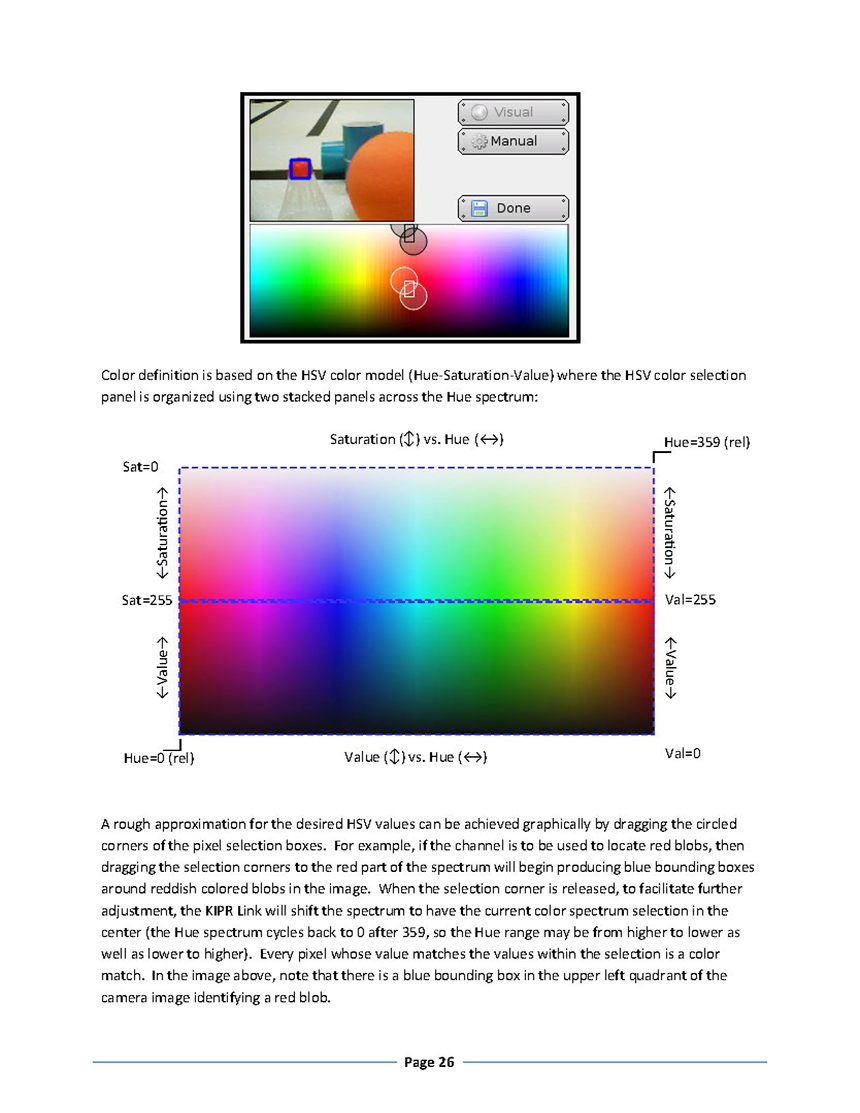 Visual
Manual
Done
Color definition is based on the HSV color model (Hue-Saturation-Value) where the HSV color selection
panel is organized using two stacked panels across the Hue spectrum:
Saturation (↕) vs. Hue (↔)
Hue=359 (rel)
Sat=0
←Saturation→
←Saturation→
Sat=255
Val=255
←Value→
←Value→
Hue=0 (rel)
Value (↕) vs. Hue (↔)
Val=0
A rough approximation for the desired HSV values can be achieved graphically by dragging the circled
corners of the pixel selection boxes.  For example, if the channel is to be used to locate red blobs, then
dragging the selection corners to the red part of the spectrum will begin producing blue bounding boxes
around reddish colored blobs in the image.  When the selection corner is released, to facilitate further
adjustment, the KIPR Link will shift the spectrum to have the current color spectrum selection in the
center (the Hue spectrum cycles back to 0 after 359, so the Hue range may be from higher to lower as
well as lower to higher).  Every pixel whose value matches the values within the selection is a color
match.  In the image above, note that there is a blue bounding box in the upper left quadrant of the
camera image identifying a red blob.
Page 26